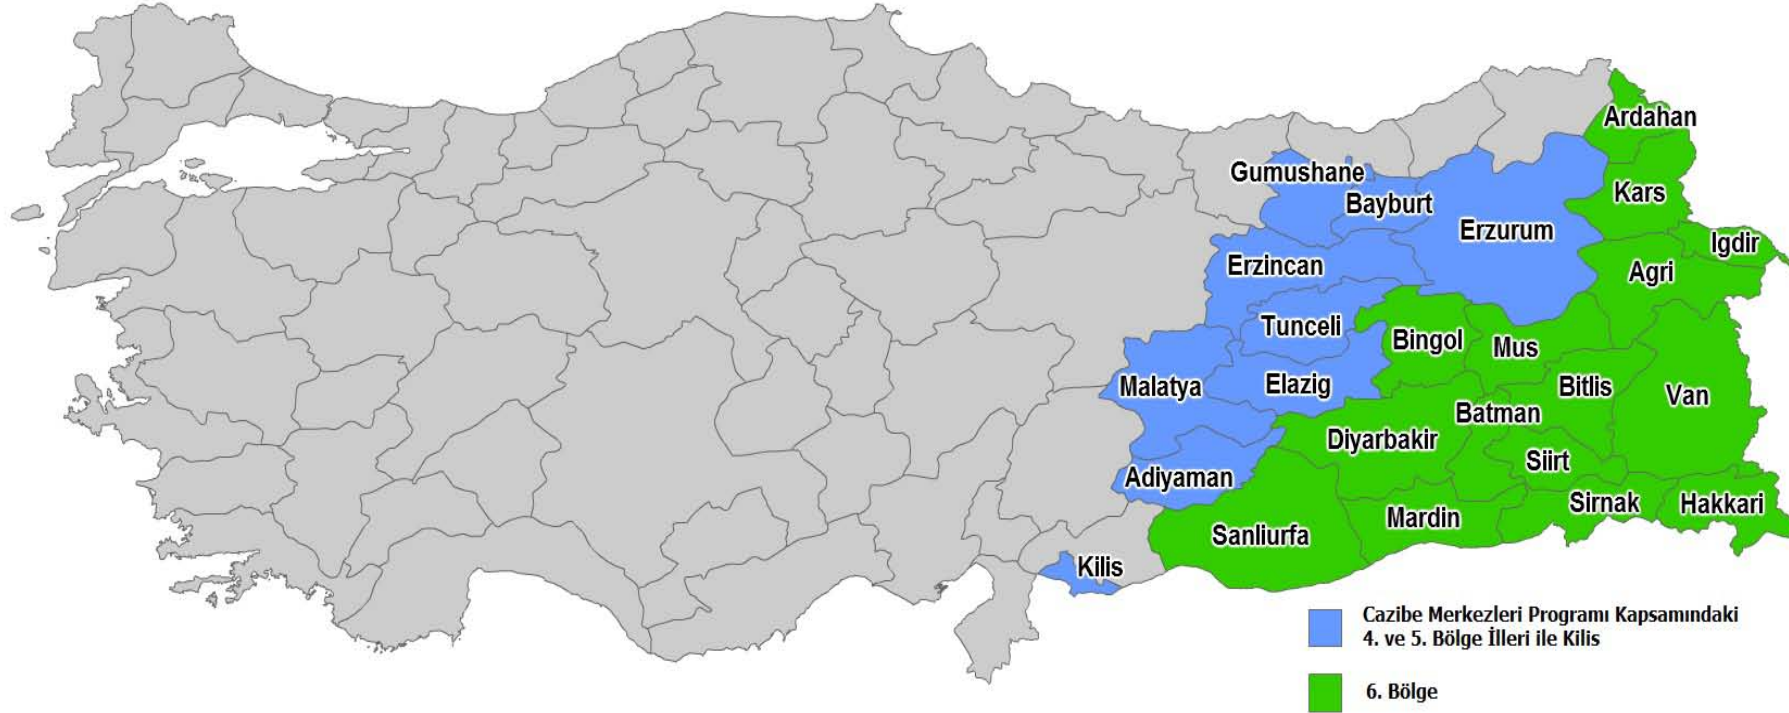 Ardahan
Gumushane
Bayburt
Kars
Erzurum
Igdir
Erzincan
Agri
Tunceli
Bingol
Mus
Malatya
Elazig
Bitlis
Van
Batman
Diyarbakir
Siirt
Adiyaman
Sirnak
Hakkari
Mardin
Sanliurfa
Kilis
Cazibe Merkezleri Programı Kapsamındaki
4. ve 5. Bölge İlleri ile Kilis
6. Bölge